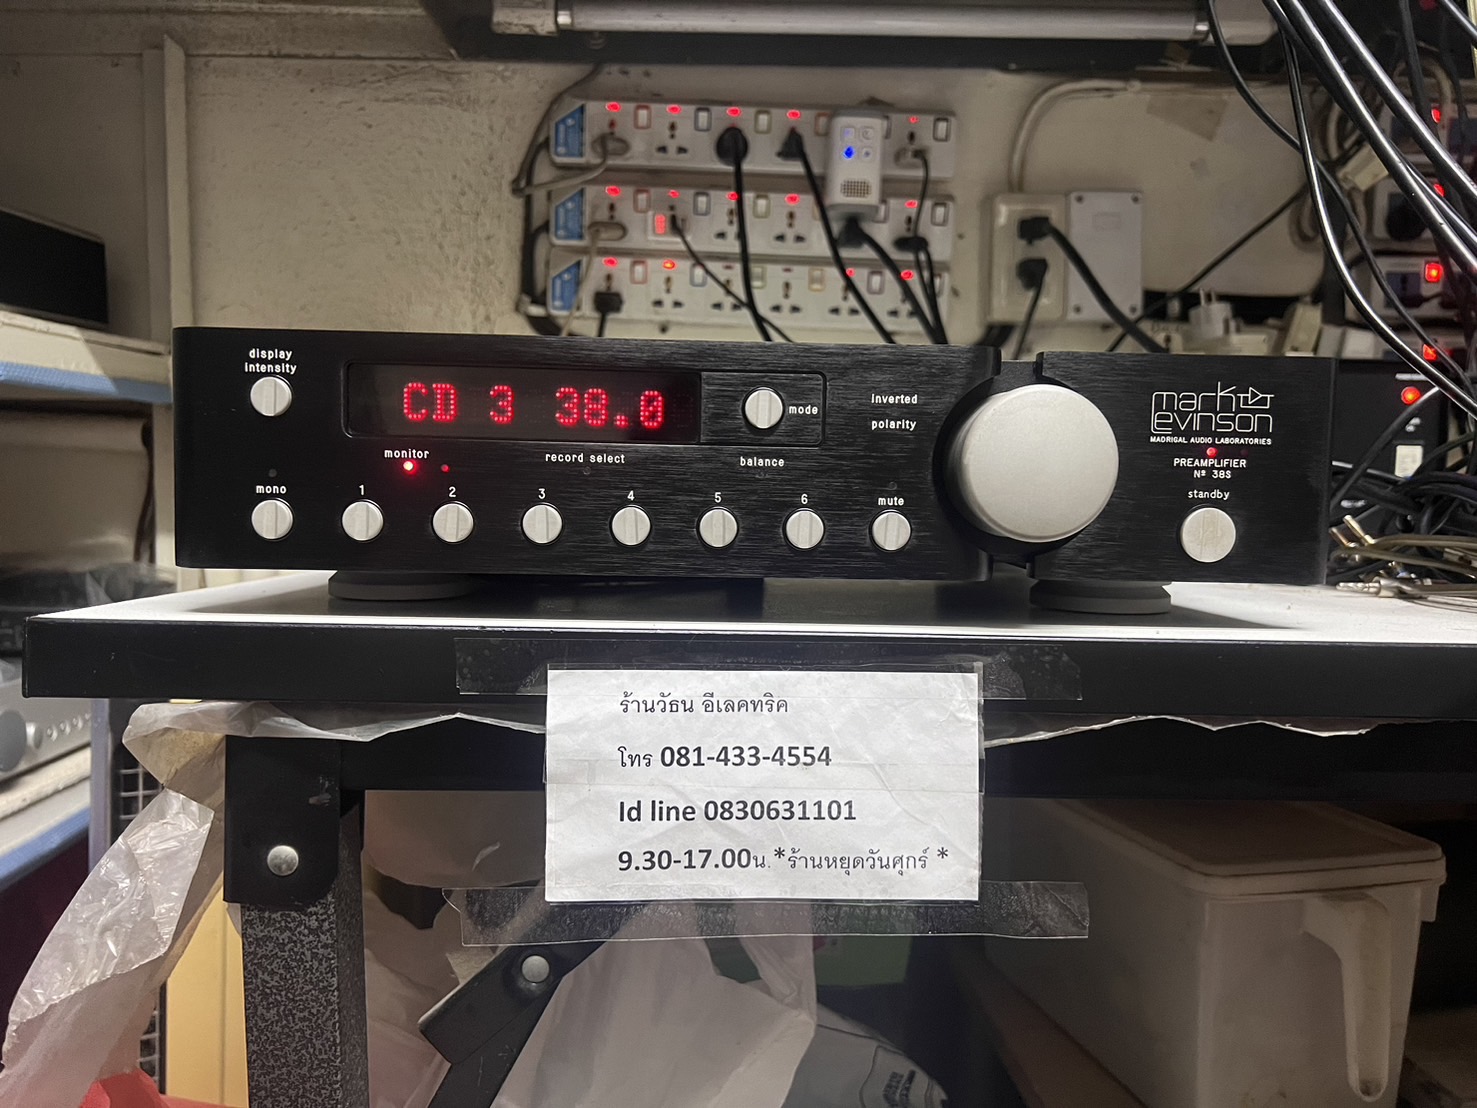 display
intensity
CD 3 38.0
mode
inverted
polarity
monitor
record select
balance
mono
1
2
3
4
5
6
mute
mark
levinson
MADRIGAL AUDIO LABORATORIES
PREAMPLIFIER
Nº 38S
standby
ร้านวัธน อีเลคทริค
โทร 081-433-4554
Id line 0830631101
9.30-17.00น.*ร้านหยุดวันศุกร์ *